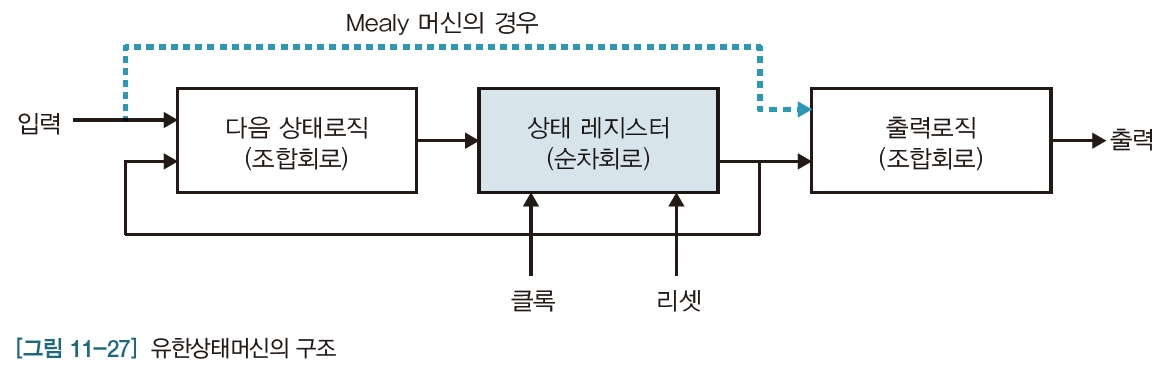 Mealy 머신의 경우
입력
다음 상태로직
(조합회로)
상태 레지스터
(순차회로)
출력로직
(조합회로)
출력
클록
리셋
[그림 11-27] 유한상태머신의 구조